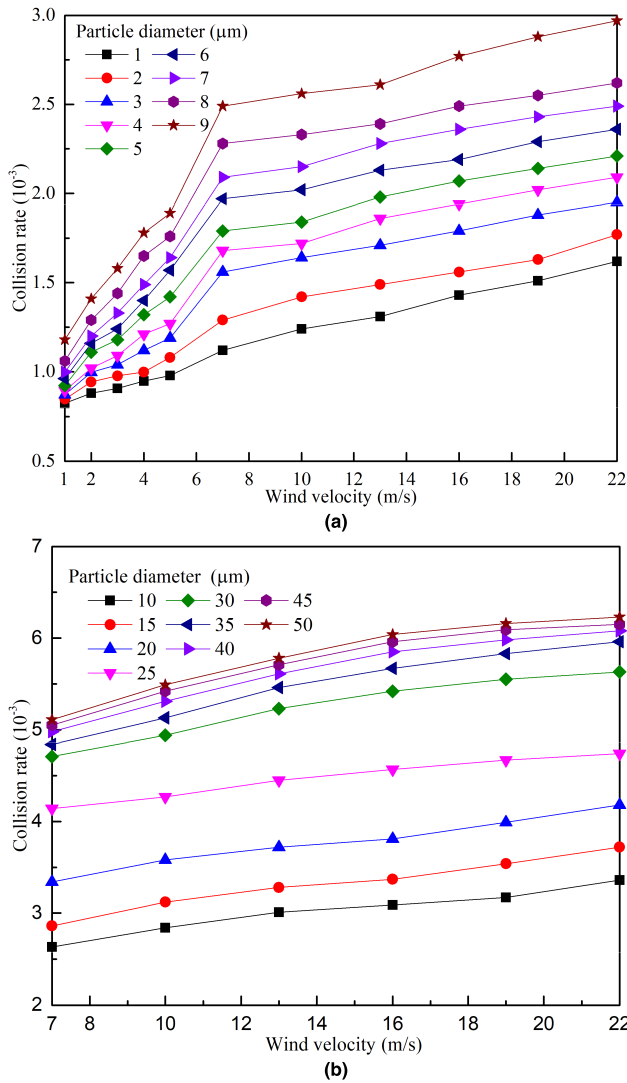 3.0
Particle diameter (µm)
1 6
2 7
3 8
4 9
5
2.5
2.0
1.5
1.0
0.5
Collision rate (10⁻³)
1 2 4 6 8 10 12 14 16 18 20 22
Wind velocity (m/s)
(a)
7
Particle diameter (µm)
10 30 45
15 35 50
20 40
25
6
5
4
3
2
Collision rate (10⁻³)
7 8 10 12 14 16 18 20 22
Wind velocity (m/s)
(b)